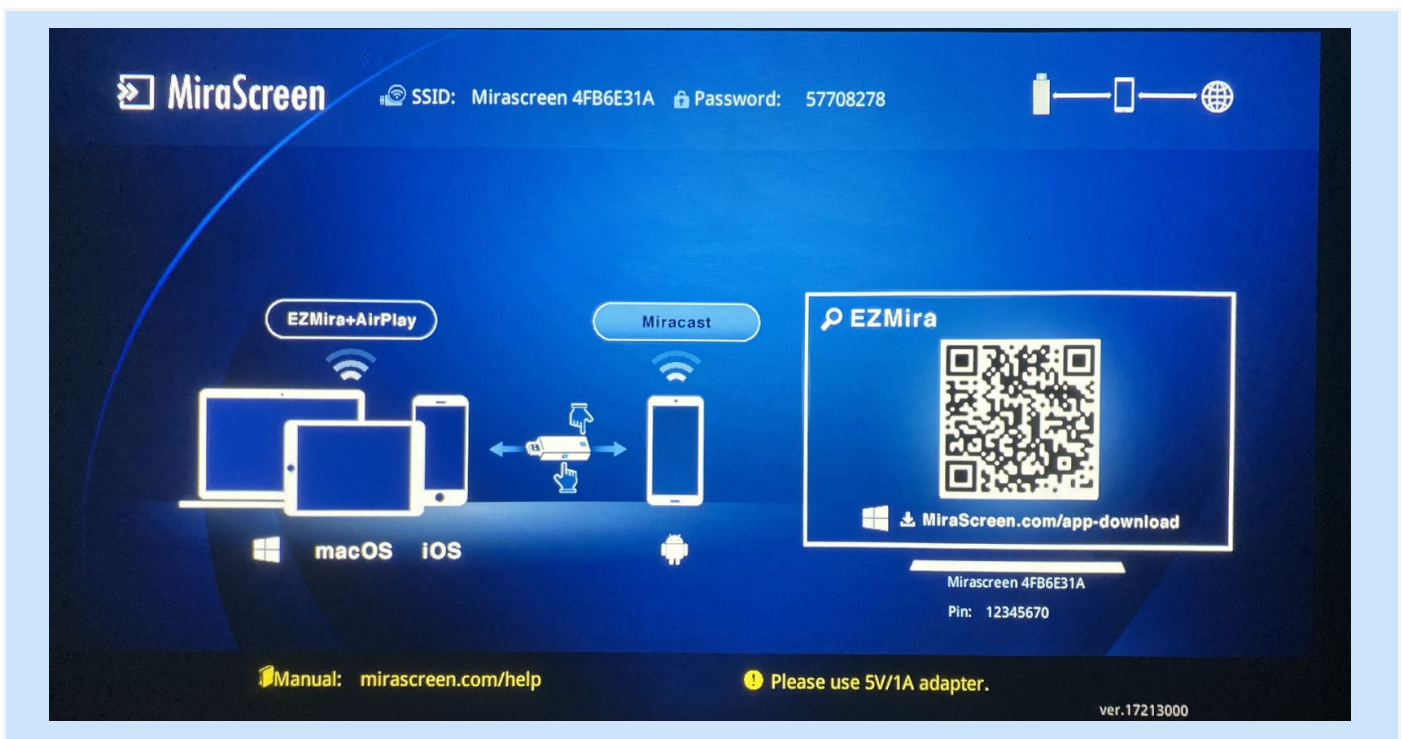 MiraScreen SSID: Mirascreen 4FB6E31A Password: 57708278
EZMira+AirPlay
Miracast
EZMira
MiraScreen.com/app-download
macOS iOS
Mirascreen 4FB6E31A
Pin: 12345670
Manual: mirascreen.com/help
Please use 5V/1A adapter.
ver.17213000